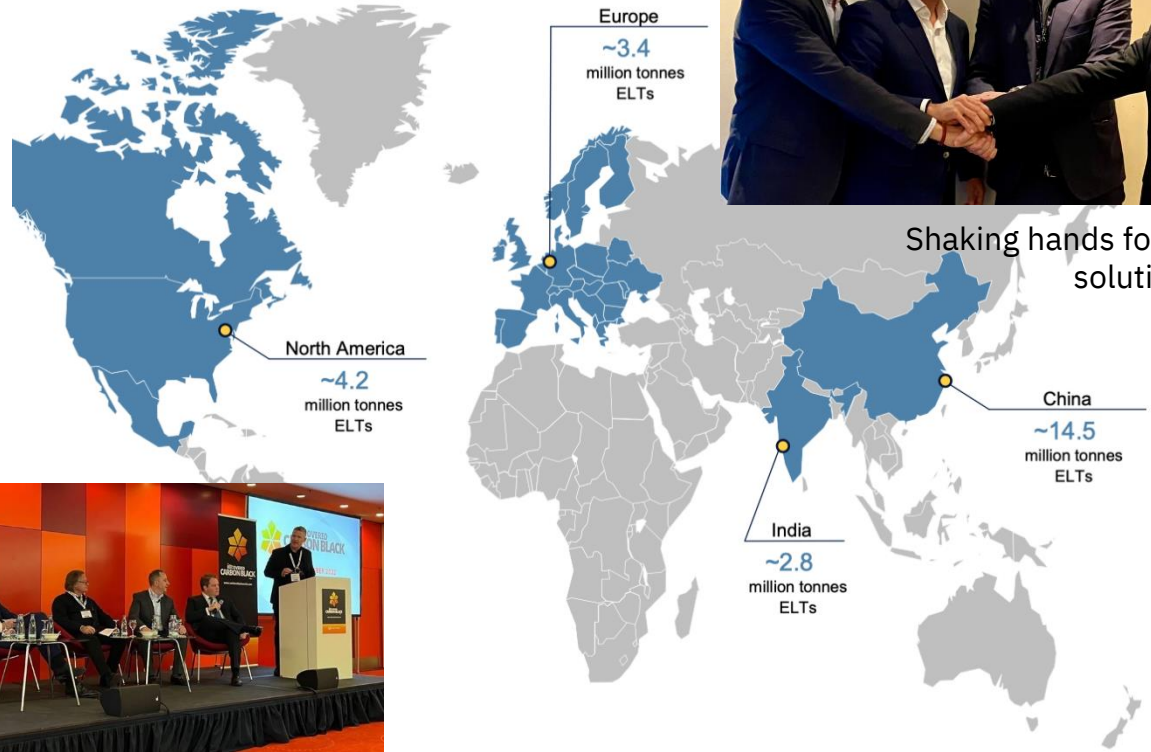 Europe
~3.4
million tonnes
ELTs
Shaking hands fo
soluti
North America
~4.2
million tonnes
ELTs
China
~14.5
million tonnes
ELTs
India
~2.8
million tonnes
ELTs
CARBON BLACK
ON BLACK